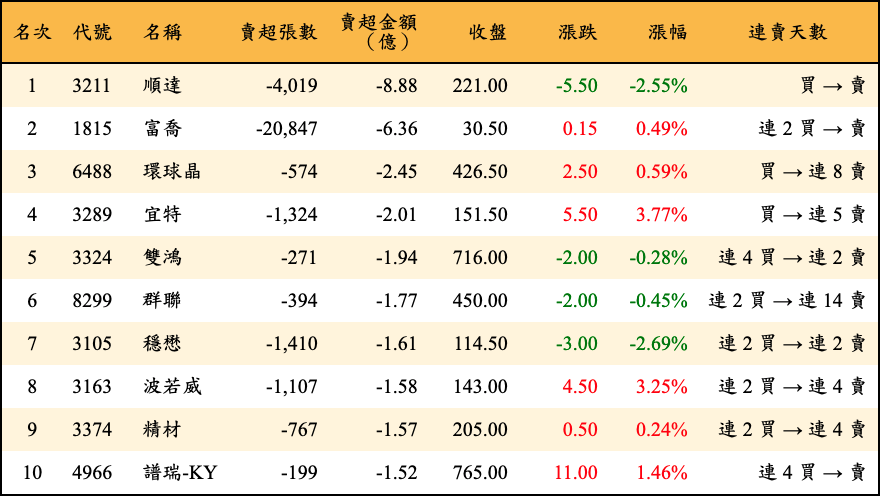 名次 代號 名稱 賣超張數 賣超金額（億） 收盤 漲跌 漲幅 連賣天數
1 3211 順達 -4,019 -8.88 221.00 -5.50 -2.55% 買 → 賣
2 1815 富喬 -20,847 -6.36 30.50 0.15 0.49% 連 2 買 → 賣
3 6488 環球晶 -574 -2.45 426.50 2.50 0.59% 買 → 連 8 賣
4 3289 宜特 -1,324 -2.01 151.50 5.50 3.77% 買 → 連 5 賣
5 3324 雙鴻 -271 -1.94 716.00 -2.00 -0.28% 連 4 買 → 連 2 賣
6 8299 群聯 -394 -1.77 450.00 -2.00 -0.45% 連 2 買 → 連 14 賣
7 3105 穩懋 -1,410 -1.61 114.50 -3.00 -2.69% 連 2 買 → 連 2 賣
8 3163 波若威 -1,107 -1.58 143.00 4.50 3.25% 連 2 買 → 連 4 賣
9 3374 精材 -767 -1.57 205.00 0.50 0.24% 連 2 買 → 連 4 賣
10 4966 譜瑞-KY -199 -1.52 765.00 11.00 1.46% 連 4 買 → 賣